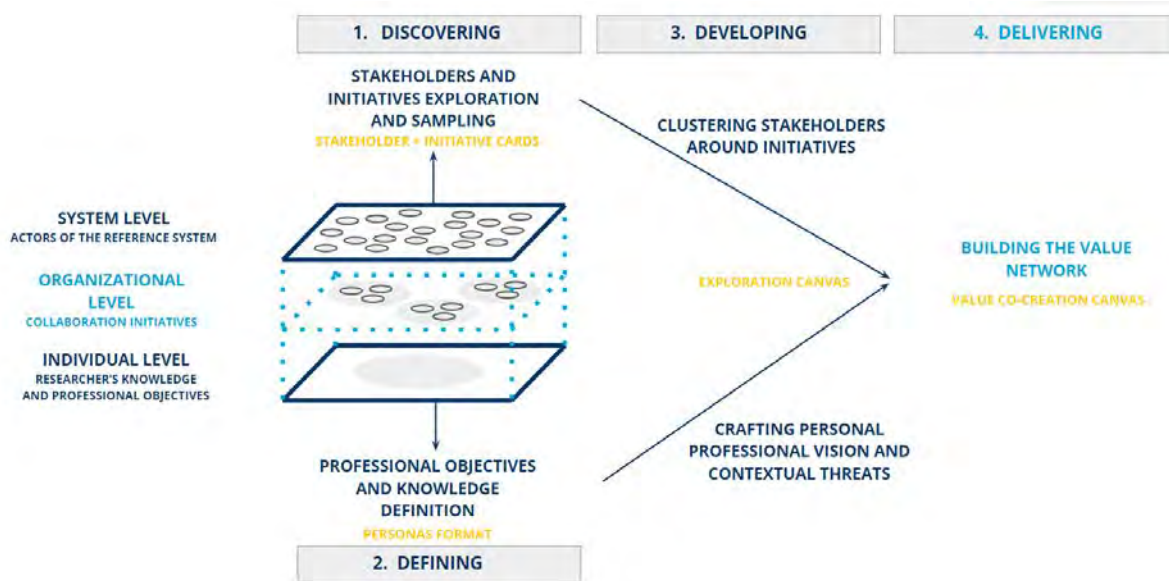 1. DISCOVERING
3. DEVELOPING
4. DELIVERING
STAKEHOLDERS AND
INITIATIVES EXPLORATION
AND SAMPLING
STAKEHOLDER + INITIATIVE CARDS
CLUSTERING STAKEHOLDERS
AROUND INITIATIVES
SYSTEM LEVEL
ACTORS OF THE REFERENCE SYSTEM
ORGANIZATIONAL
LEVEL
COLLABORATION INITIATIVES
INDIVIDUAL LEVEL
RESEARCHER'S KNOWLEDGE
AND PROFESSIONAL OBJECTIVES
EXPLORATION CANVAS
BUILDING THE VALUE
NETWORK
VALUE CO-CREATION CANVAS
CRAFTING PERSONAL
PROFESSIONAL VISION AND
CONTEXTUAL THREATS
PROFESSIONAL OBJECTIVES
AND KNOWLEDGE
DEFINITION
PERSONAS FORMAT
2. DEFINING